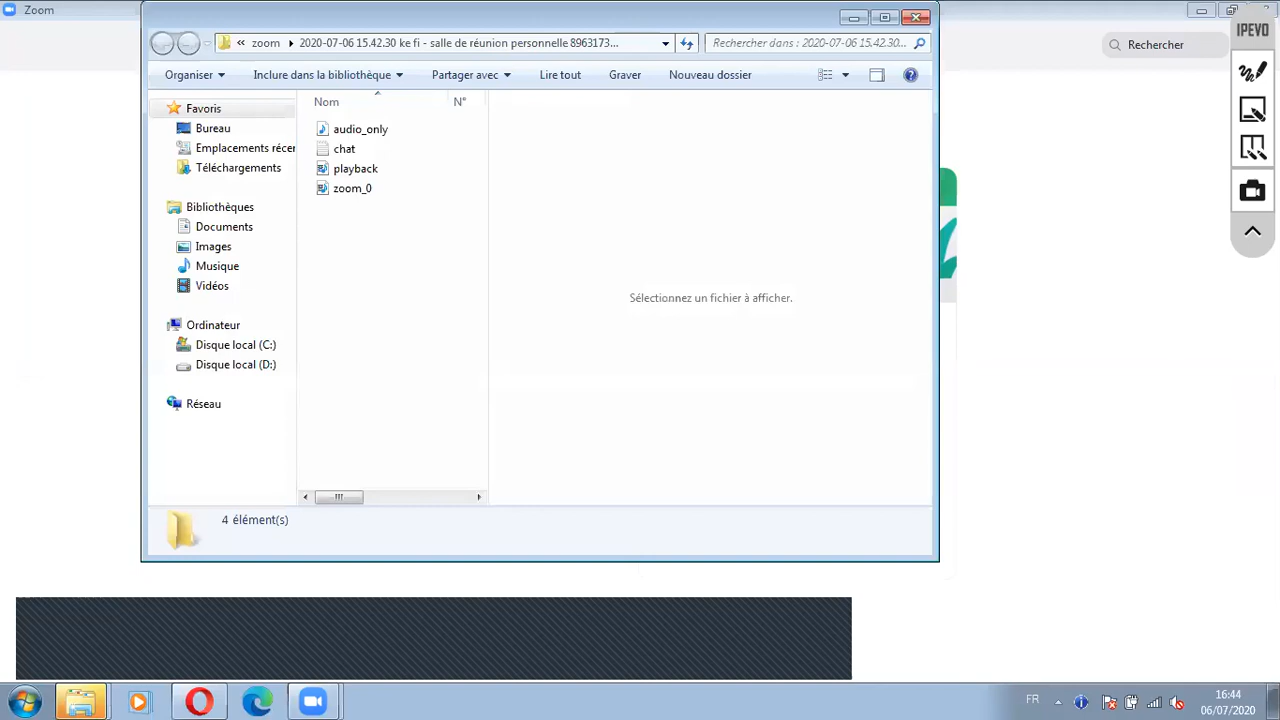 Zoom
« zoom ▸ 2020-07-06 15.42.30 ke fi - salle de réunion personnelle 8963173...
Rechercher dans : 2020-07-06 15.42.30...
IPEVO
Rechercher
Organiser
Inclure dans la bibliothèque
Partager avec
Lire tout
Graver
Nouveau dossier
Favoris
Bureau
Emplacements récen
Téléchargements
Bibliothèques
Documents
Images
Musique
Vidéos
Ordinateur
Disque local (C:)
Disque local (D:)
Réseau
Nom
N°
audio_only
chat
playback
zoom_0
Sélectionnez un fichier à afficher.
4 élément(s)
FR
16:44
06/07/2020